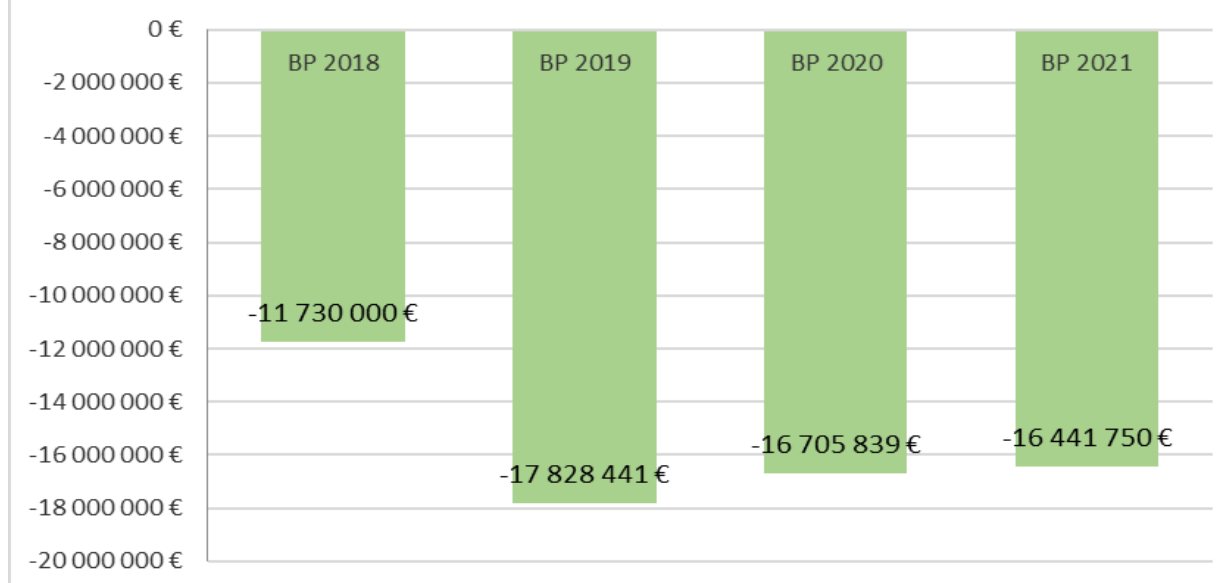 0 €
BP 2018 BP 2019 BP 2020 BP 2021
-2 000 000 €
-4 000 000 €
-6 000 000 €
-8 000 000 €
-10 000 000 €
-11 730 000 €
-12 000 000 €
-14 000 000 €
-16 000 000 €
-16 705 839 €
-16 441 750 €
-17 828 441 €
-18 000 000 €
-20 000 000 €